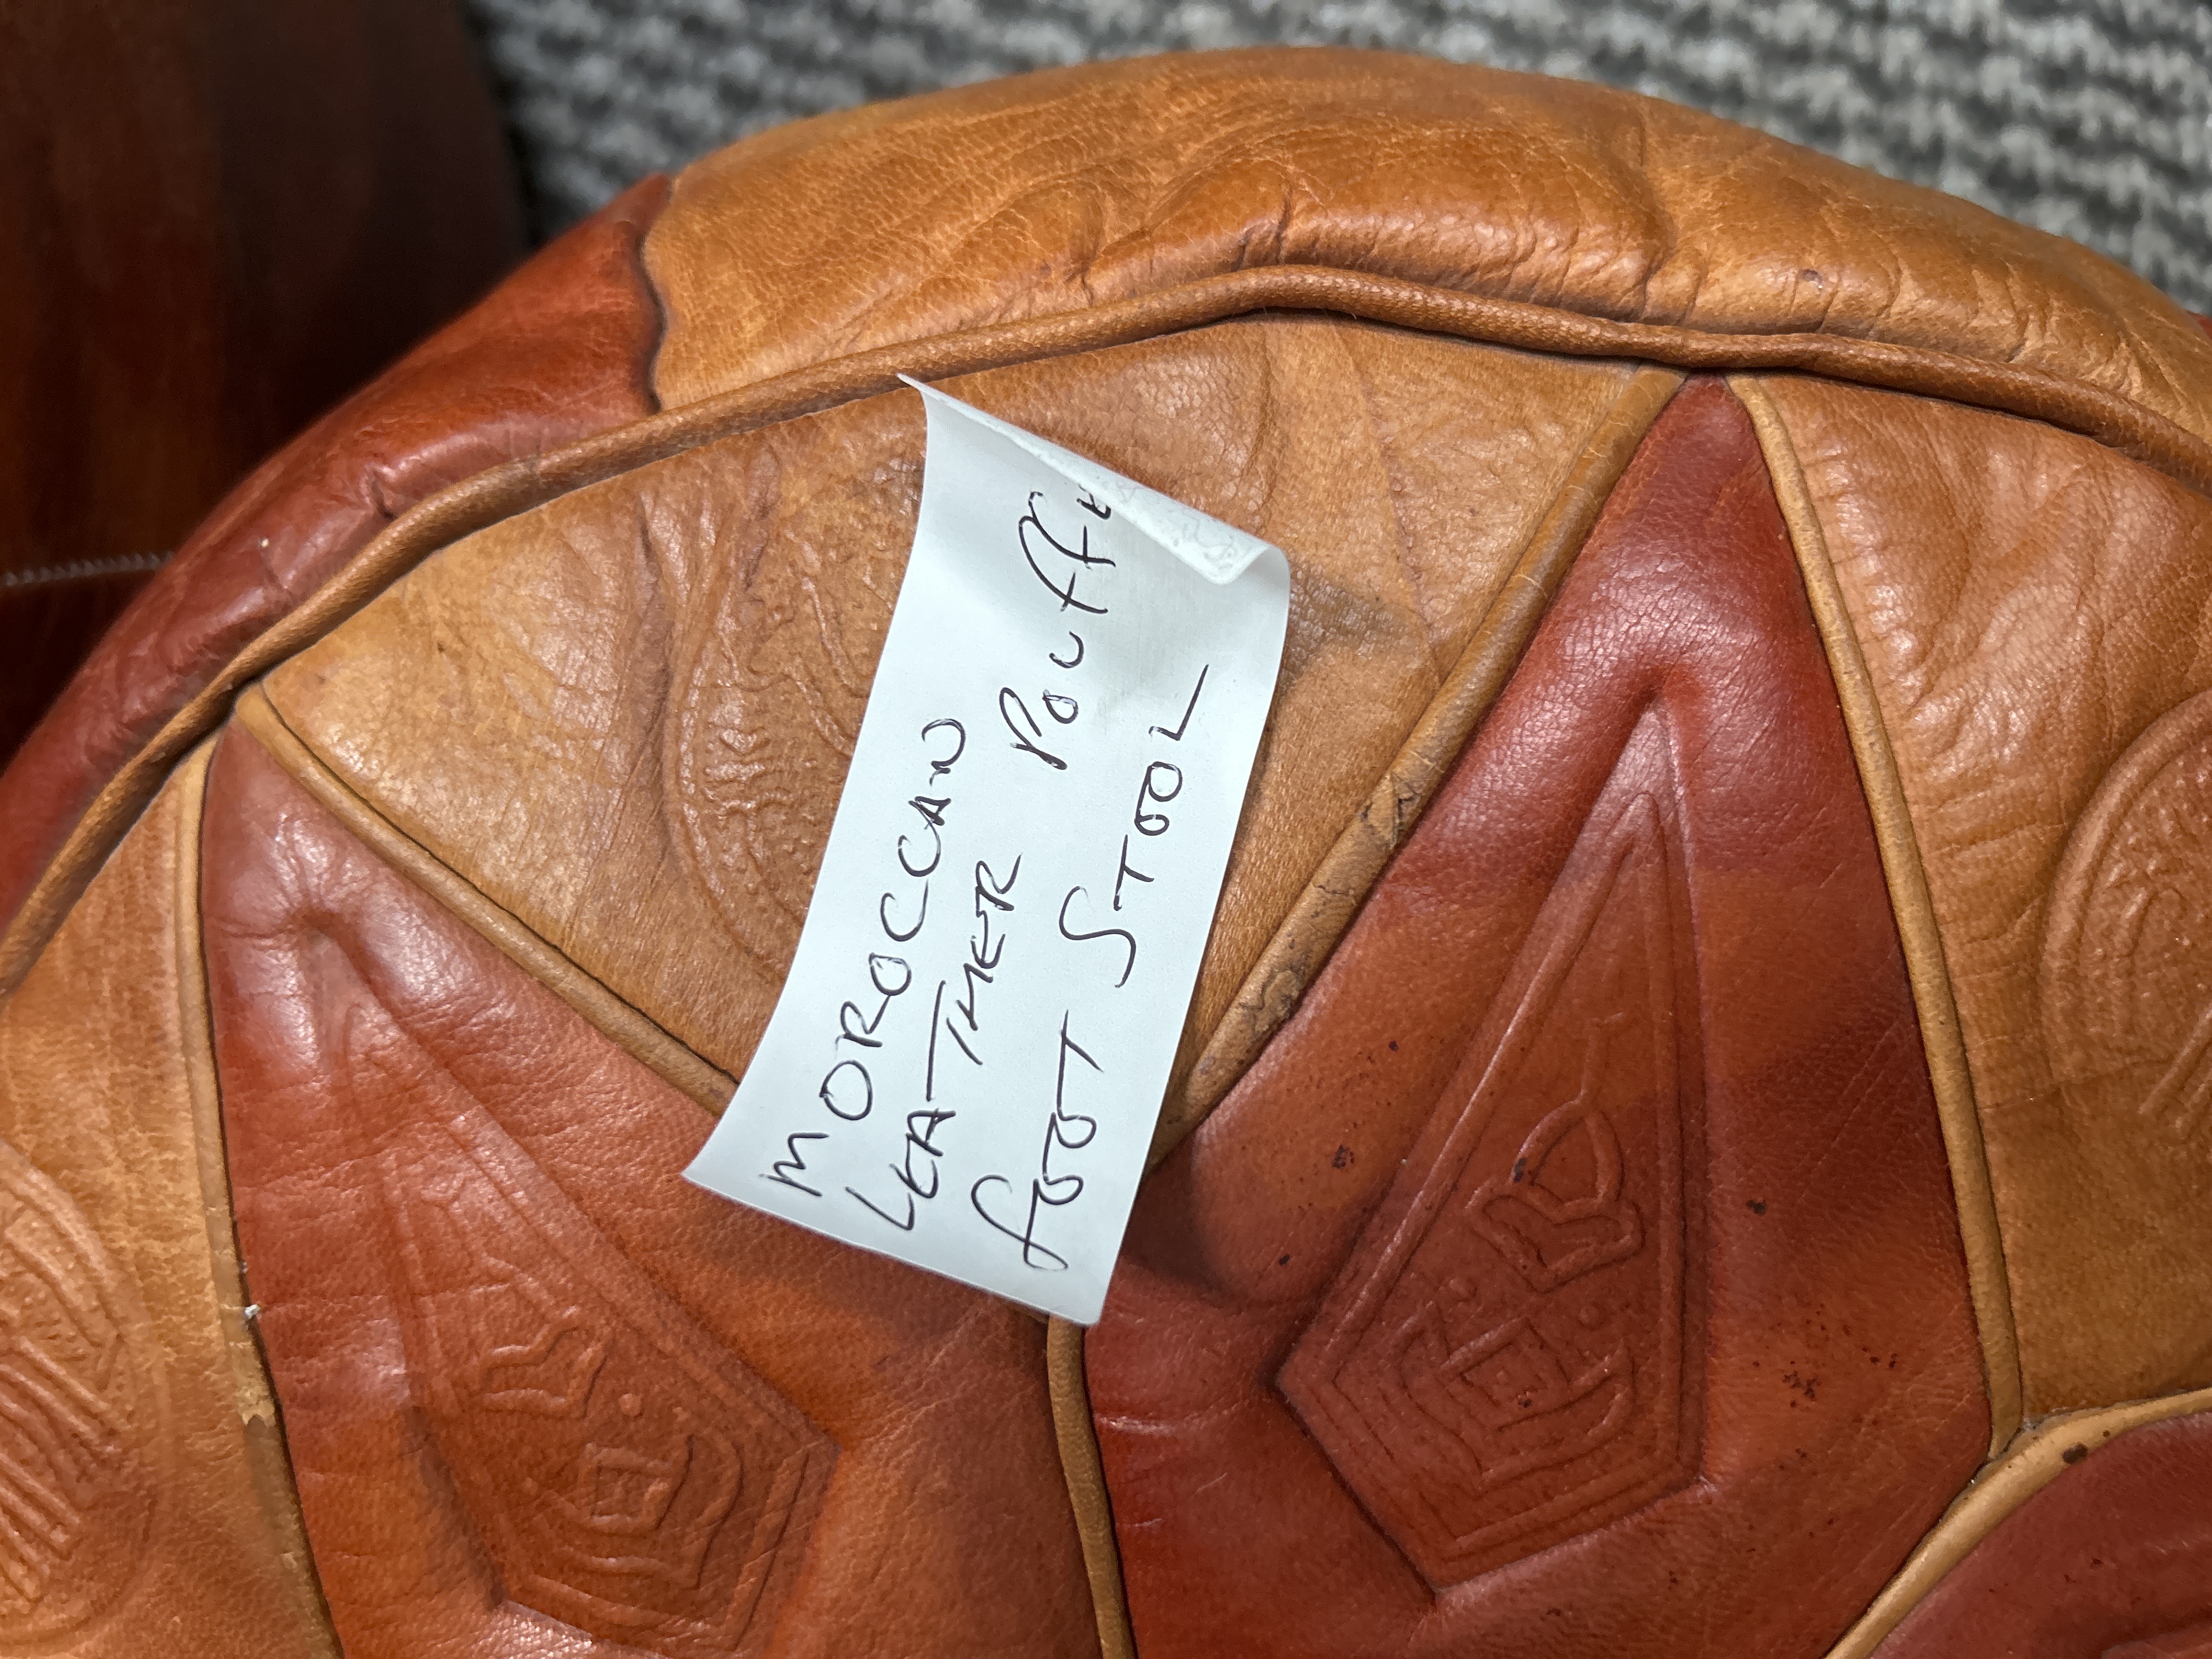 MOROCCAN
LEATHER Pouffe
foot STOOL